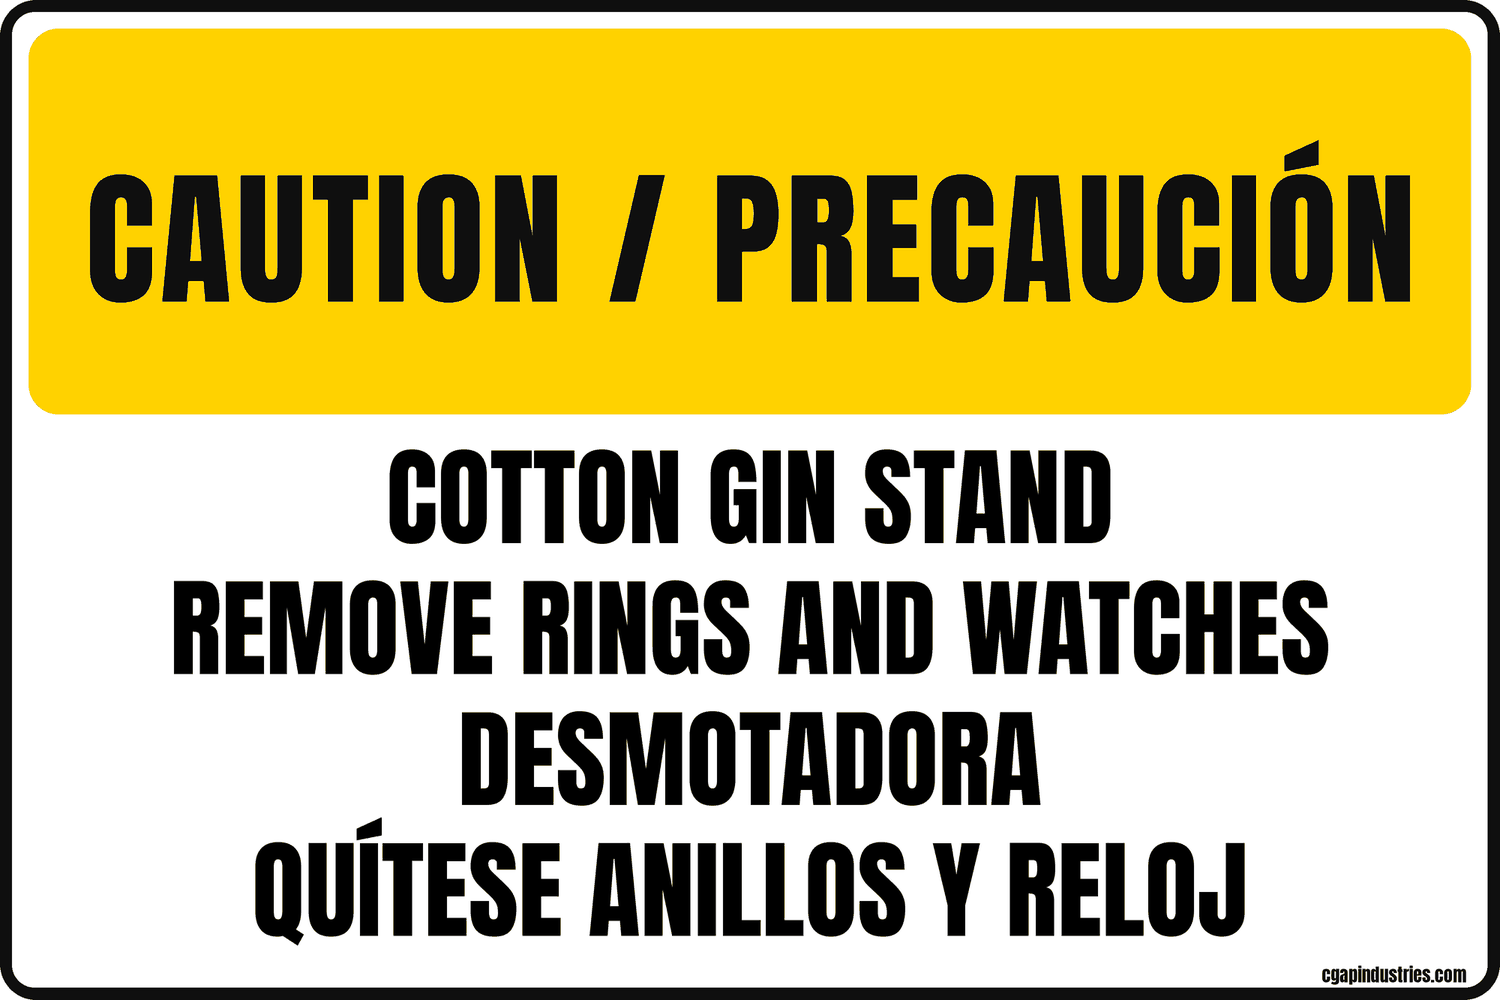 CAUTION / PRECAUCIÓN
COTTON GIN STAND
REMOVE RINGS AND WATCHES
DESMOTADORA
QUÍTESE ANILLOS Y RELOJ
cgapindustries.com